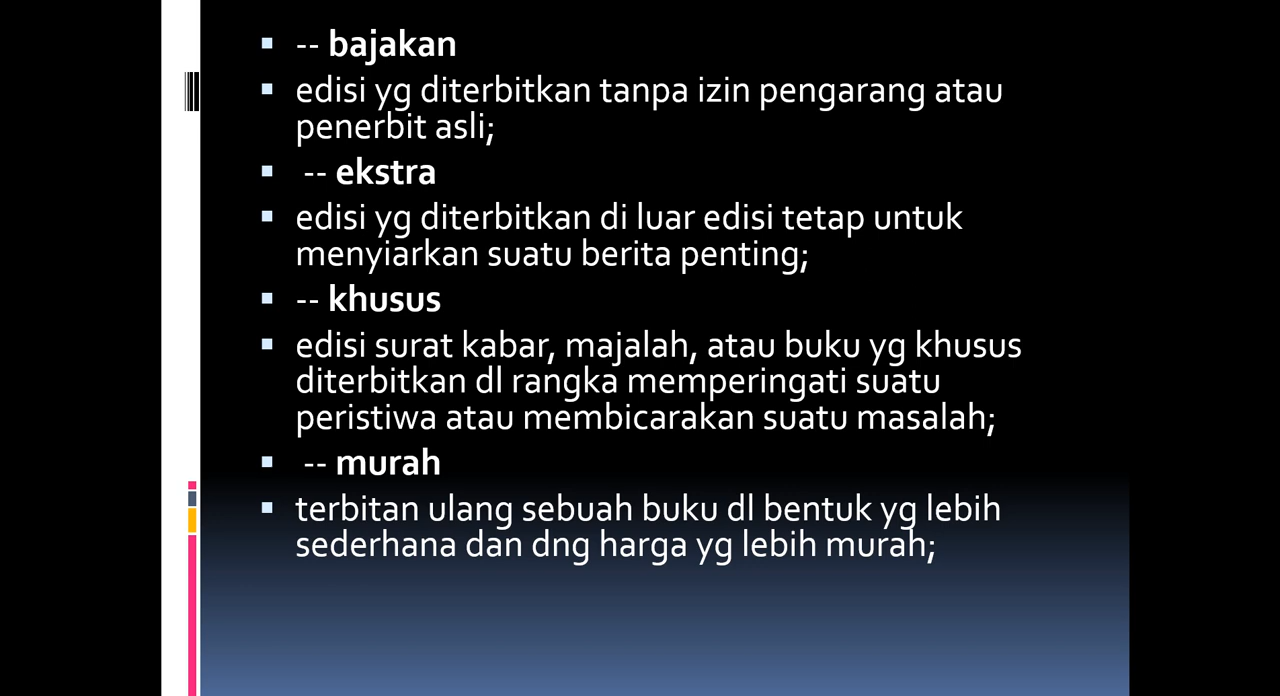 -- bajakan
edisi yg diterbitkan tanpa izin pengarang atau
penerbit asli;
-- ekstra
edisi yg diterbitkan di luar edisi tetap untuk
menyiarkan suatu berita penting;
-- khusus
edisi surat kabar, majalah, atau buku yg khusus
diterbitkan dl rangka memperingati suatu
peristiwa atau membicarakan suatu masalah;
-- murah
terbitan ulang sebuah buku dl bentuk yg lebih
sederhana dan dng harga yg lebih murah;